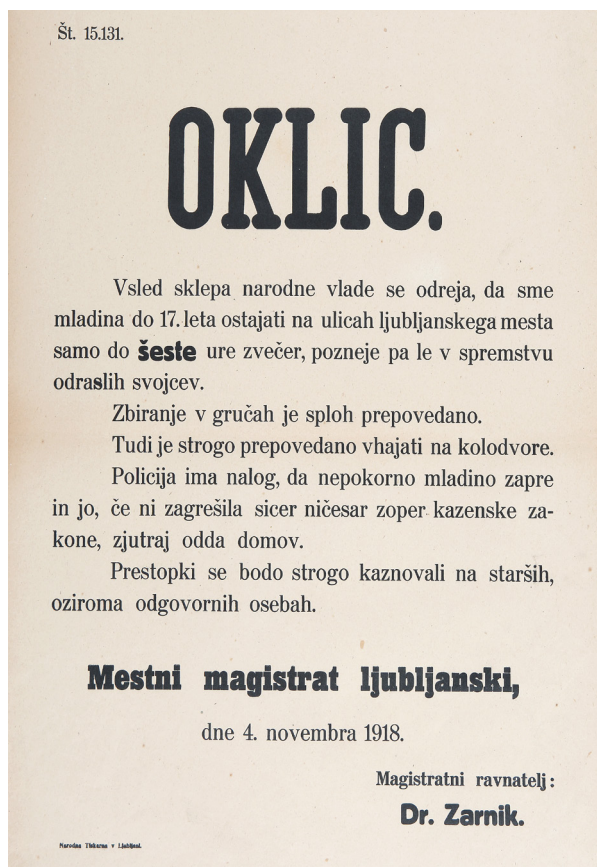 Št. 15.131.
OKLIC.
Vsled sklepa narodne vlade se odreja, da sme
mladina do 17. leta ostajati na ulicah ljubljanskega mesta
samo do šeste ure zvečer, pozneje pa le v spremstvu
odraslih svojcev.
Zbiranje v gručah je sploh prepovedano.
Tudi je strogo prepovedano vhajati na kolodvore.
Policija ima nalog, da nepokorno mladino zapre
in jo, če ni zagrešila sicer ničesar zoper kazenske za-
kone, zjutraj odda domov.
Prestopki se bodo strogo kaznovali na starših,
oziroma odgovornih osebah.
Mestni magistrat ljubljanski,
dne 4. novembra 1918.
Magistratni ravnatelj:
Dr. Zarnik.
Narodna Tiskarna v Ljubljani.